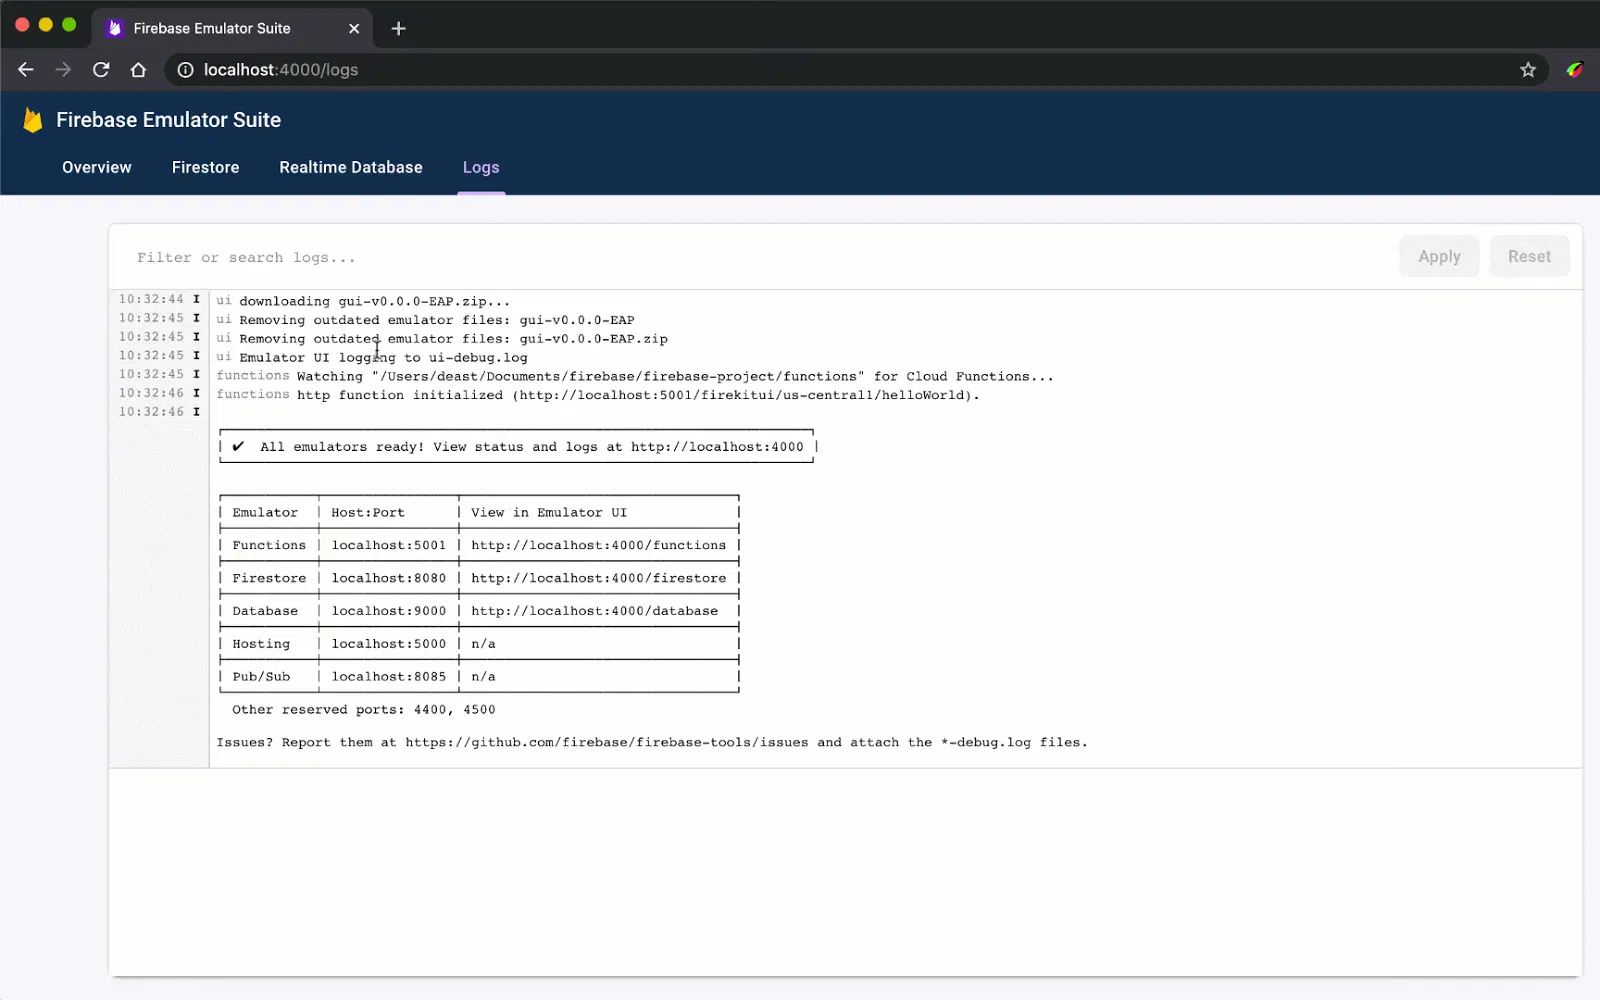 Firebase Emulator Suite
localhost:4000/logs
Firebase Emulator Suite
Overview Firestore Realtime Database Logs
Filter or search logs... Apply Reset
10:32:44 I ui downloading gui-v0.0.0-EAP.zip...
10:32:45 I ui Removing outdated emulator files: gui-v0.0.0-EAP
10:32:45 I ui Removing outdated emulator files: gui-v0.0.0-EAP.zip
10:32:45 I ui Emulator UI logging to ui-debug.log
10:32:45 I functions Watching "/Users/deast/Documents/firebase/firebase-project/functions" for Cloud Functions...
10:32:46 I functions http function initialized (http://localhost:5001/firekitui/us-central1/helloWorld).
10:32:46 I
✔ All emulators ready! View status and logs at http://localhost:4000
Emulator Host:Port View in Emulator UI
Functions localhost:5001 http://localhost:4000/functions
Firestore localhost:8080 http://localhost:4000/firestore
Database localhost:9000 http://localhost:4000/database
Hosting localhost:5000 n/a
Pub/Sub localhost:8085 n/a
Other reserved ports: 4400, 4500
Issues? Report them at https://github.com/firebase/firebase-tools/issues and attach the *-debug.log files.